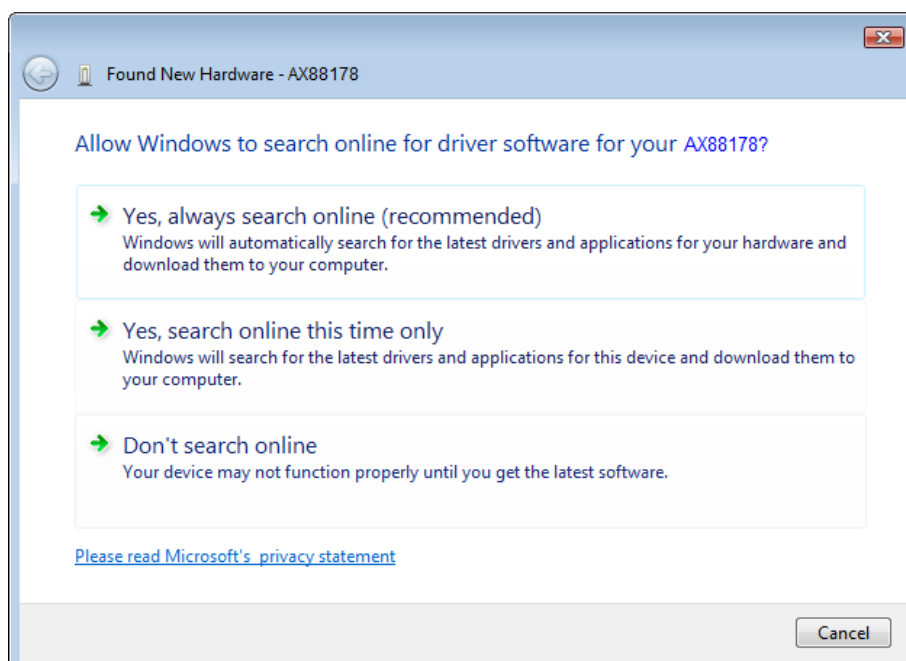 Found New Hardware - AX88178
Allow Windows to search online for driver software for your AX88178?
Yes, always search online (recommended)
Windows will automatically search for the latest drivers and applications for your hardware and
download them to your computer.
Yes, search online this time only
Windows will search for the latest drivers and applications for this device and download them to
your computer.
Don't search online
Your device may not function properly until you get the latest software.
Please read Microsoft's privacy statement
Cancel